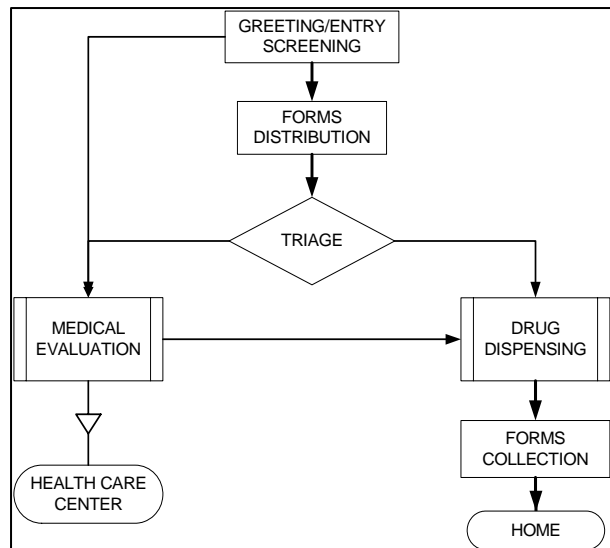 GREETING/ENTRY
SCREENING
FORMS
DISTRIBUTION
TRIAGE
MEDICAL
EVALUATION
DRUG
DISPENSING
HEALTH CARE
CENTER
FORMS
COLLECTION
HOME